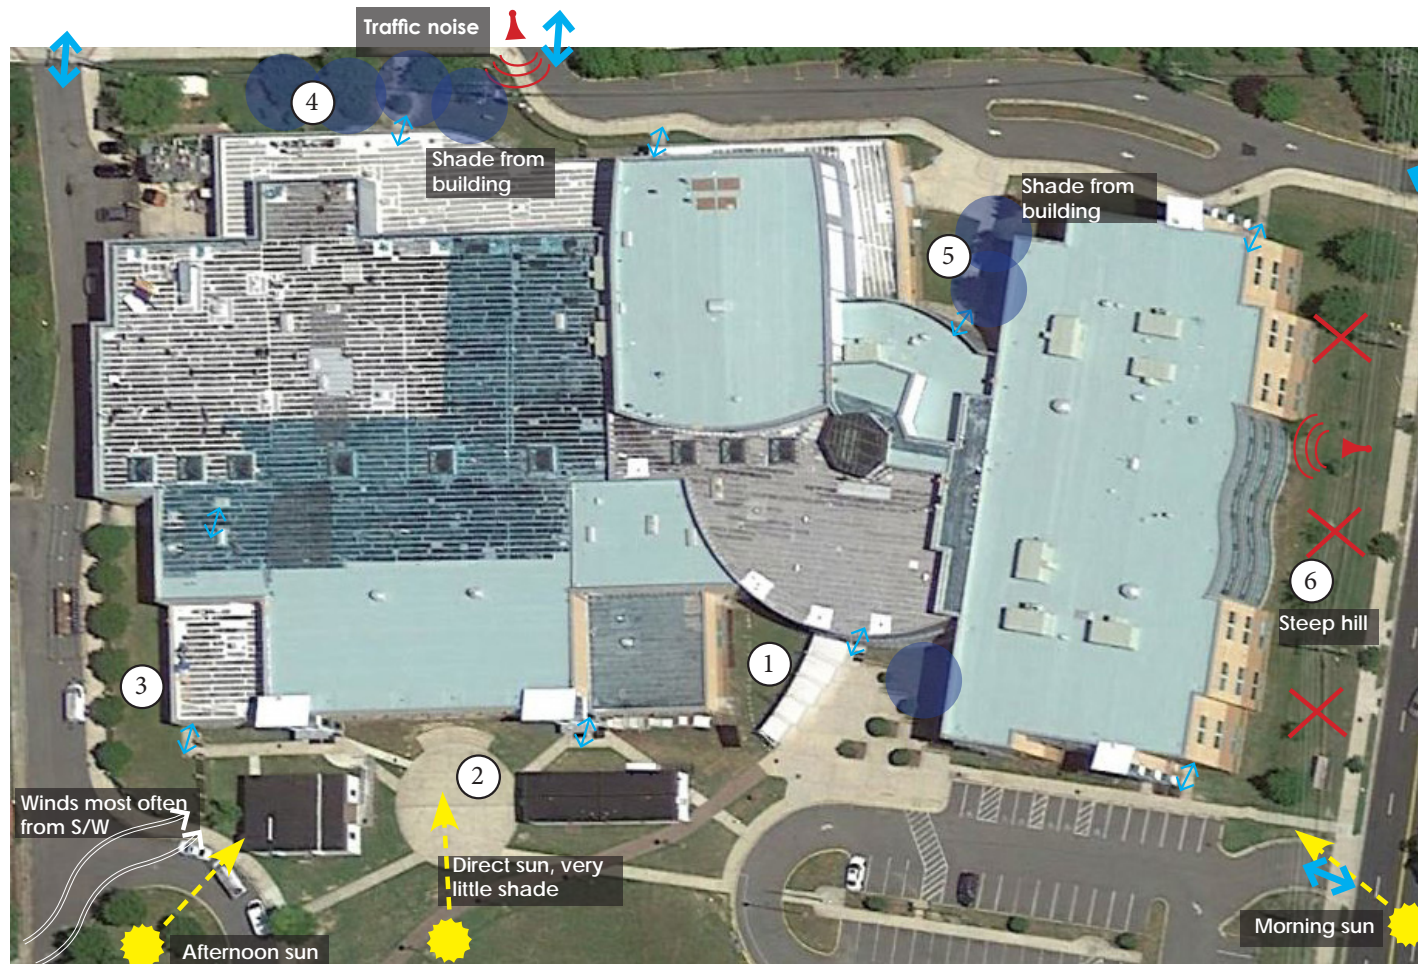 Traffic noise
4
Shade from
building
Shade from
building
5
6
Steep hill
1
3
2
Winds most often
from S/W
Direct sun, very
little shade
Afternoon sun
Morning sun